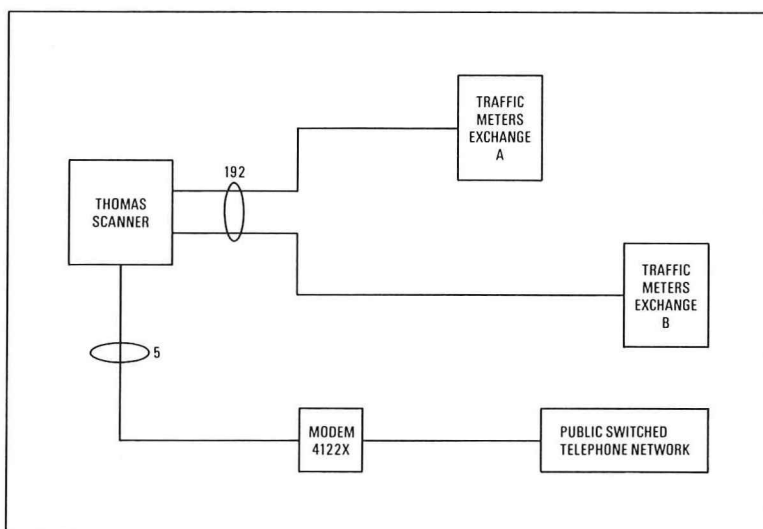 TRAFFIC
METERS
EXCHANGE
A
192
THOMAS
SCANNER
TRAFFIC
METERS
EXCHANGE
B
5
MODEM
4122X
PUBLIC SWITCHED
TELEPHONE NETWORK